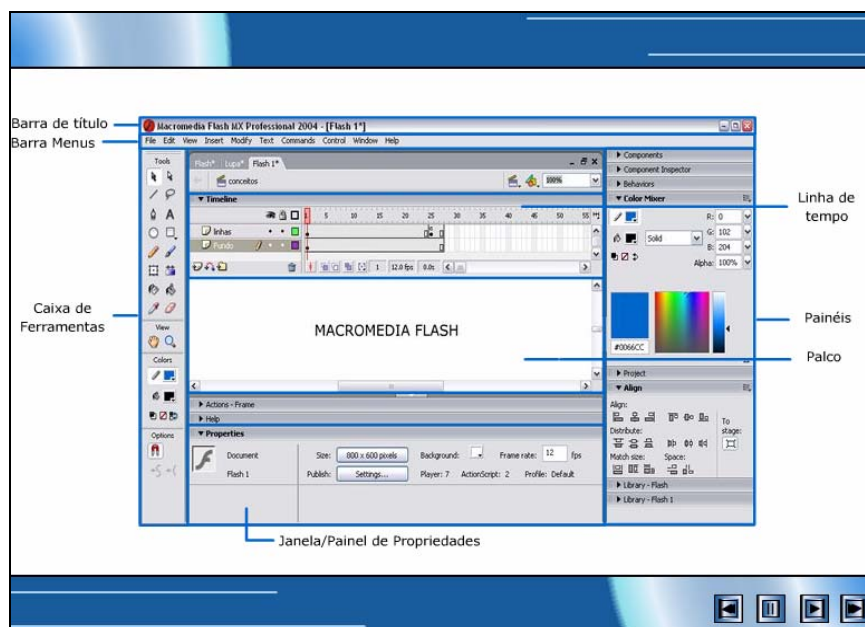 Barra de título
Macromedia Flash MX Professional 2004 - [Flash 1*]
Barra Menus
File Edit View Insert Modify Text Commands Control Window Help
Tools
Flash* Lupa* Flash 1*
conceitos
100%
Timeline
1 5 10 15 20 25 30 35 40 45 50 55
linhas
Fundo
1 12.0 fps 0.0s
Caixa de
Ferramentas
View
Colors
Options
MACROMEDIA FLASH
Actions - Frame
Help
Properties
Document
Flash 1
Size: 800 x 600 pixels Background: Frame rate: 12 fps
Publish: Settings... Player: 7 ActionScript: 2 Profile: Default
Components
Component Inspector
Behaviors
Color Mixer
R: 0
Solid
G: 102
B: 204
Alpha: 100%
#0066CC
Project
Align
Align:
Distribute:
Match size: Space:
To
stage:
Library - Flash
Library - Flash 1
Linha de
tempo
Painéis
Palco
Janela/Painel de Propriedades